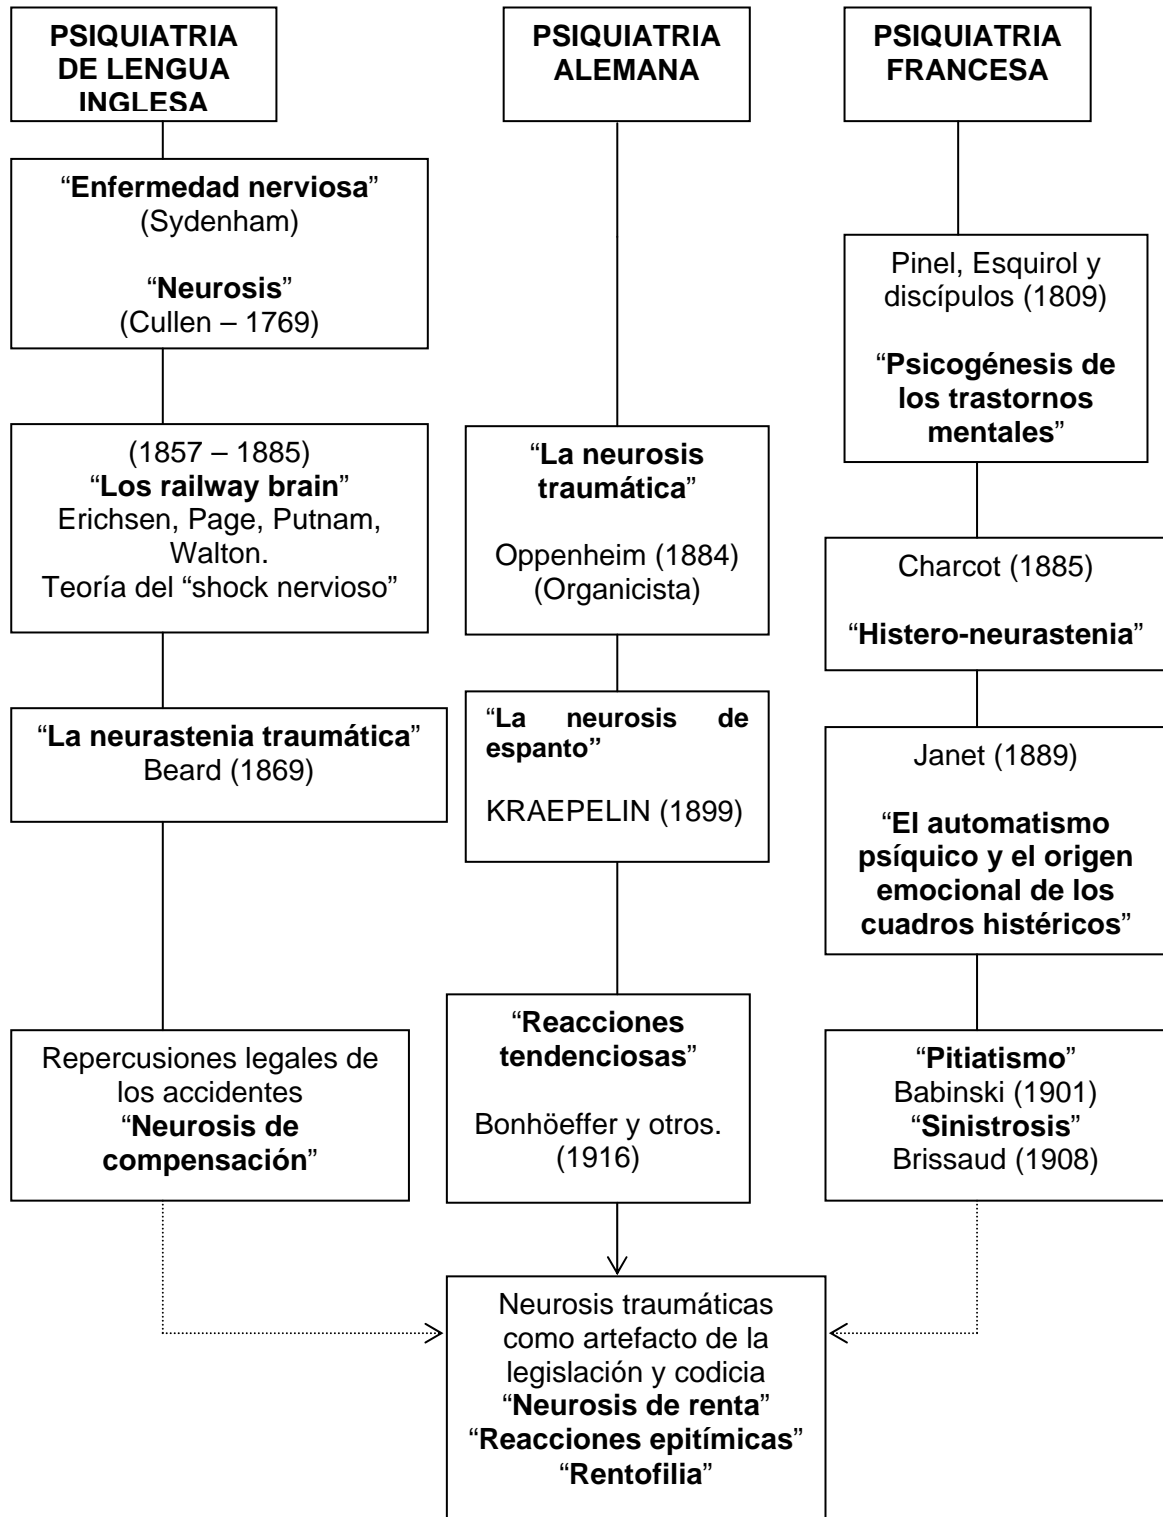 PSIQUIATRIA
DE LENGUA
INGLESA
“Enfermedad nerviosa”
(Sydenham)
“Neurosis”
(Cullen – 1769)
(1857 – 1885)
“Los railway brain”
Erichsen, Page, Putnam,
Walton.
Teoría del “shock nervioso”
“La neurastenia traumática”
Beard (1869)
Repercusiones legales de
los accidentes
“Neurosis de
compensación”
PSIQUIATRIA
ALEMANA
“La neurosis
traumática”
Oppenheim (1884)
(Organicista)
“La neurosis de
espanto”
KRAEPELIN (1899)
“Reacciones
tendenciosas”
Bonhöeffer y otros.
(1916)
PSIQUIATRIA
FRANCESA
Pinel, Esquirol y
discípulos (1809)
“Psicogénesis de
los trastornos
mentales”
Charcot (1885)
“Histero-neurastenia”
Janet (1889)
“El automatismo
psíquico y el origen
emocional de los
cuadros histéricos”
“Pitiatismo”
Babinski (1901)
“Sinistrosis”
Brissaud (1908)
Neurosis traumáticas
como artefacto de la
legislación y codicia
“Neurosis de renta”
“Reacciones epitímicas”
“Rentofilia”